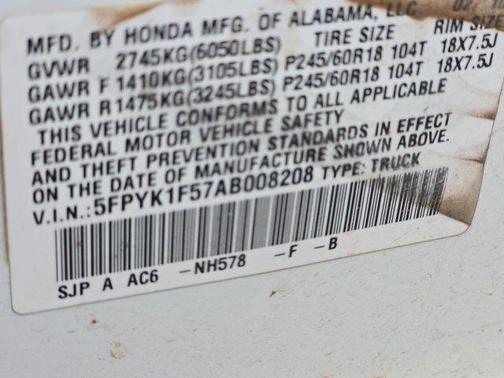 MFD. BY HONDA MFG. OF ALABAMA, LLC
GVWR 2745KG(6050LBS) TIRE SIZE RIM SIZE
GAWR F 1410KG(3105LBS) P245/60R18 104T 18X7.5J
GAWR R1475KG(3245LBS) P245/60R18 104T 18X7.5J
THIS VEHICLE CONFORMS TO ALL APPLICABLE
FEDERAL MOTOR VEHICLE SAFETY
AND THEFT PREVENTION STANDARDS IN EFFECT
ON THE DATE OF MANUFACTURE SHOWN ABOVE.
V.I.N.:5FPYK1F57AB008208 TYPE: TRUCK
SJP A AC6 -NH578 -F -B